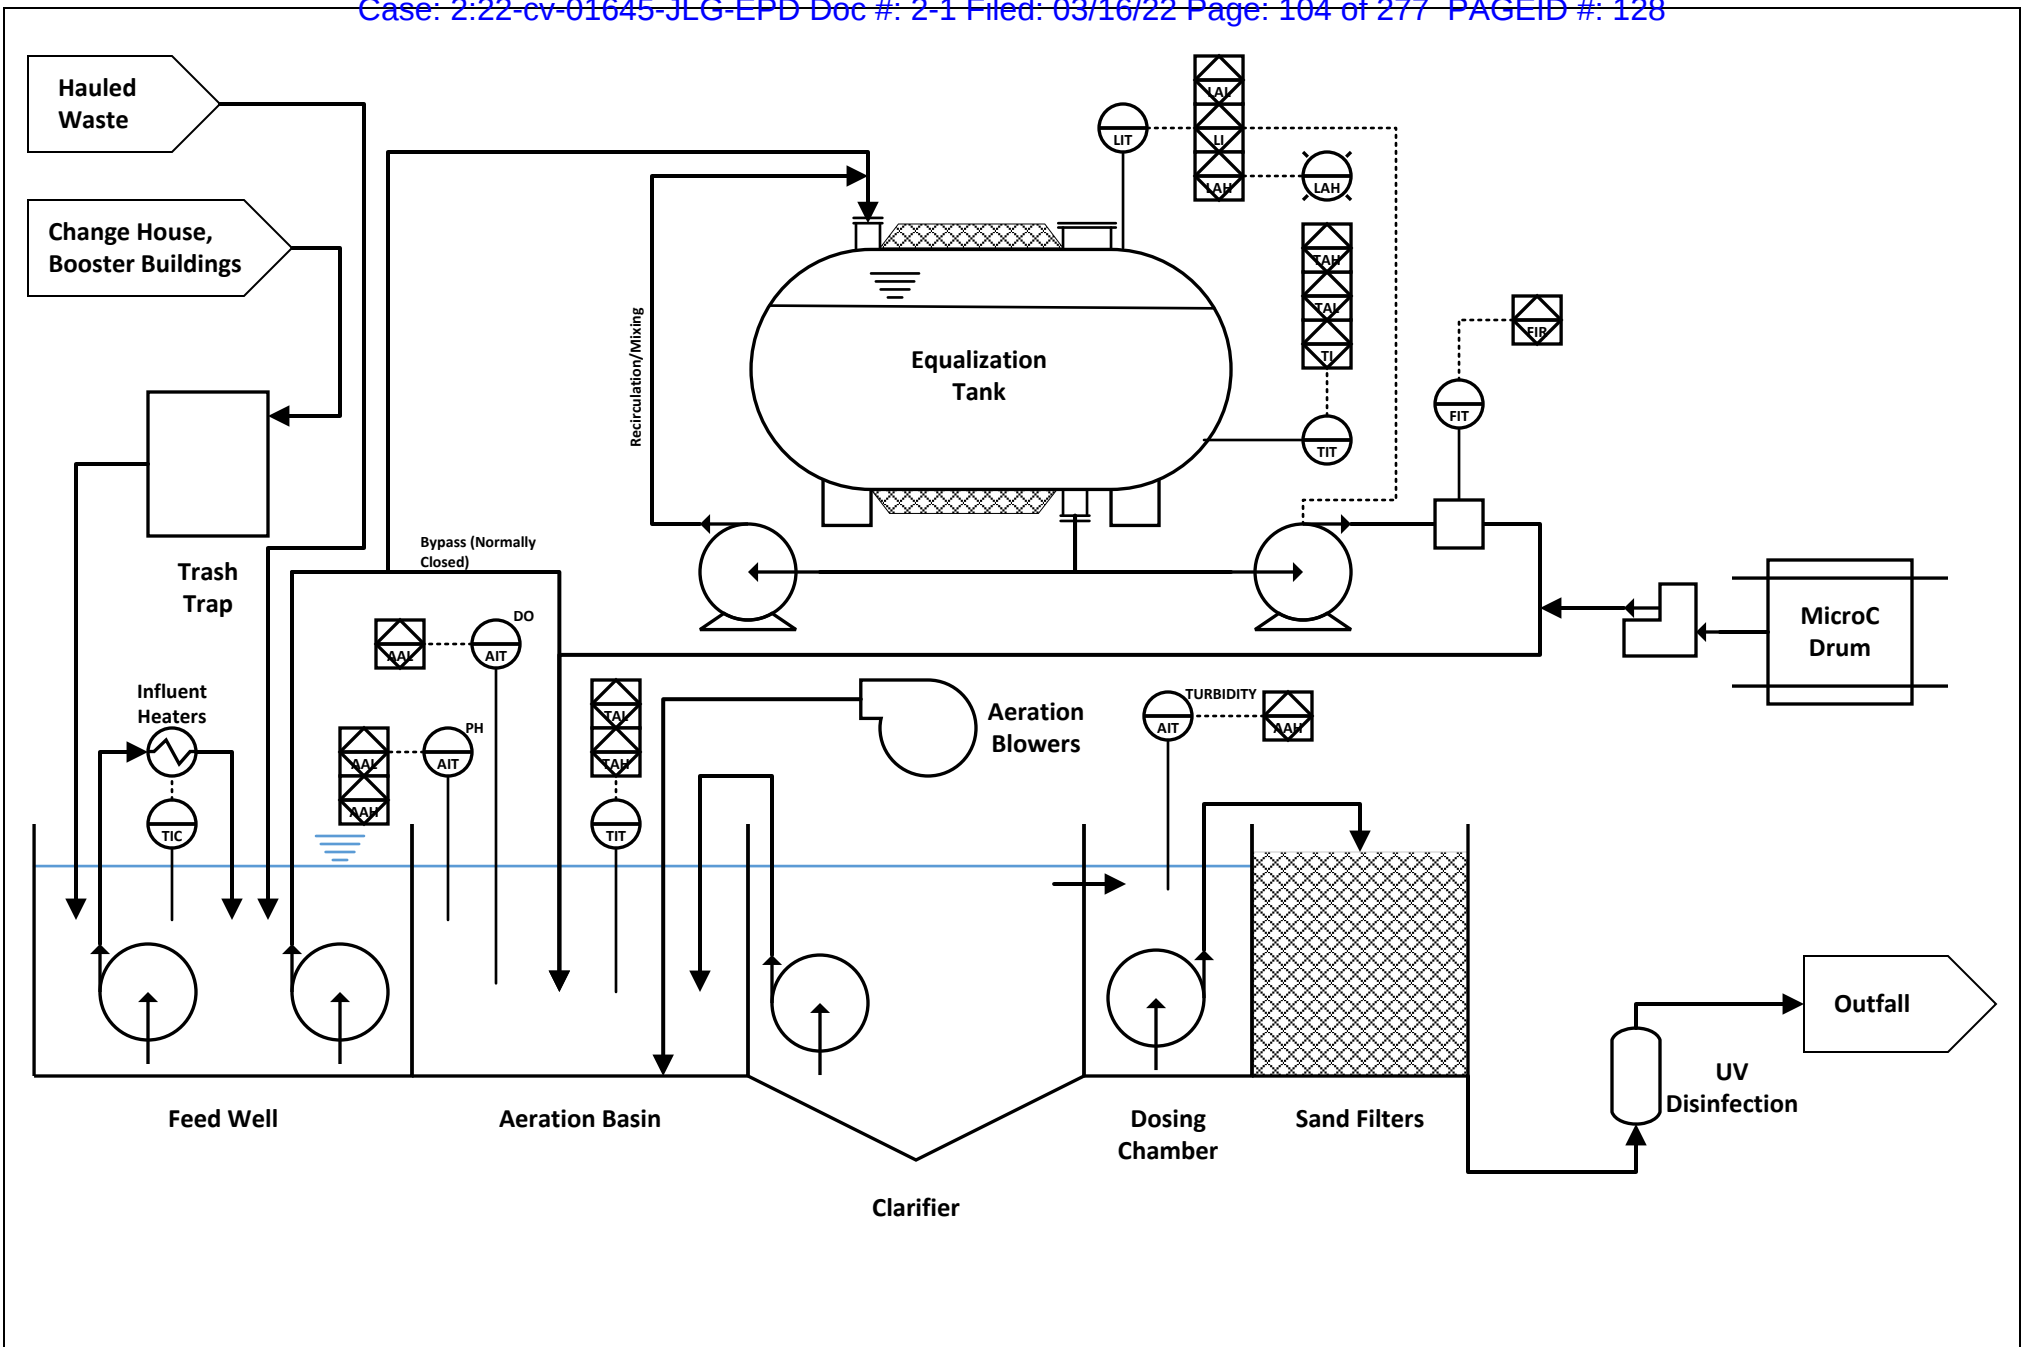 Case: 2:22-cv-01645-JLG-EPD Doc #: 2-1 Filed: 03/16/22 Page: 104 of 277 PAGEID #: 128
Hauled
Waste
Change House,
Booster Buildings
Trash
Trap
Recirculation/Mixing
Equalization
Tank
LIT
LAL
LI
LAH
LAH
TAH
TAL
TI
TIT
FIR
FIT
MicroC
Drum
Bypass (Normally
Closed)
DO
AAL
AIT
Influent
Heaters
TIC
PH
AAL
AIT
AAH
TAL
TAH
TIT
Aeration
Blowers
TURBIDITY
AIT
AAH
Outfall
UV
Disinfection
Feed Well
Aeration Basin
Clarifier
Dosing
Chamber
Sand Filters